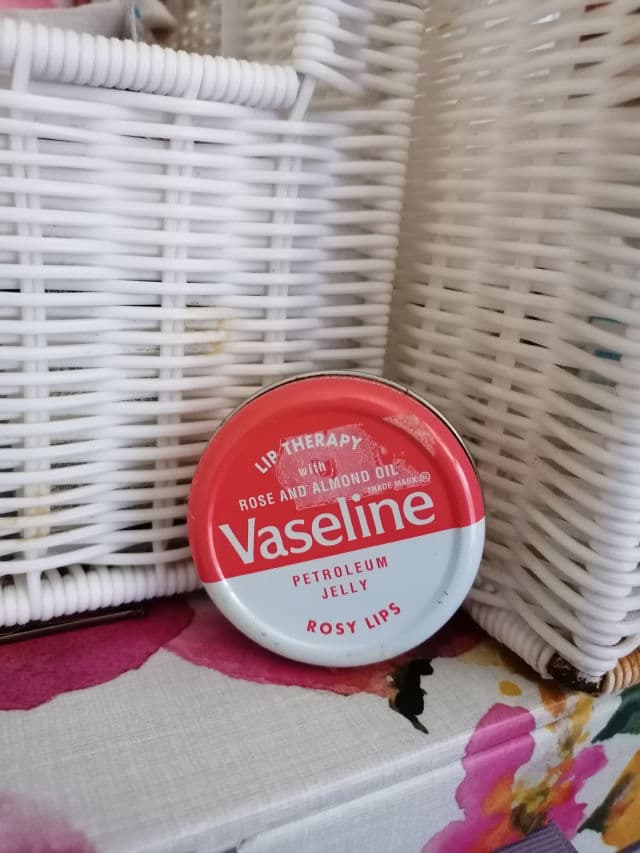 LIP THERAPY
with
ROSE AND ALMOND OIL
TRADE MARK ®
Vaseline
PETROLEUM
JELLY
ROSY LIPS